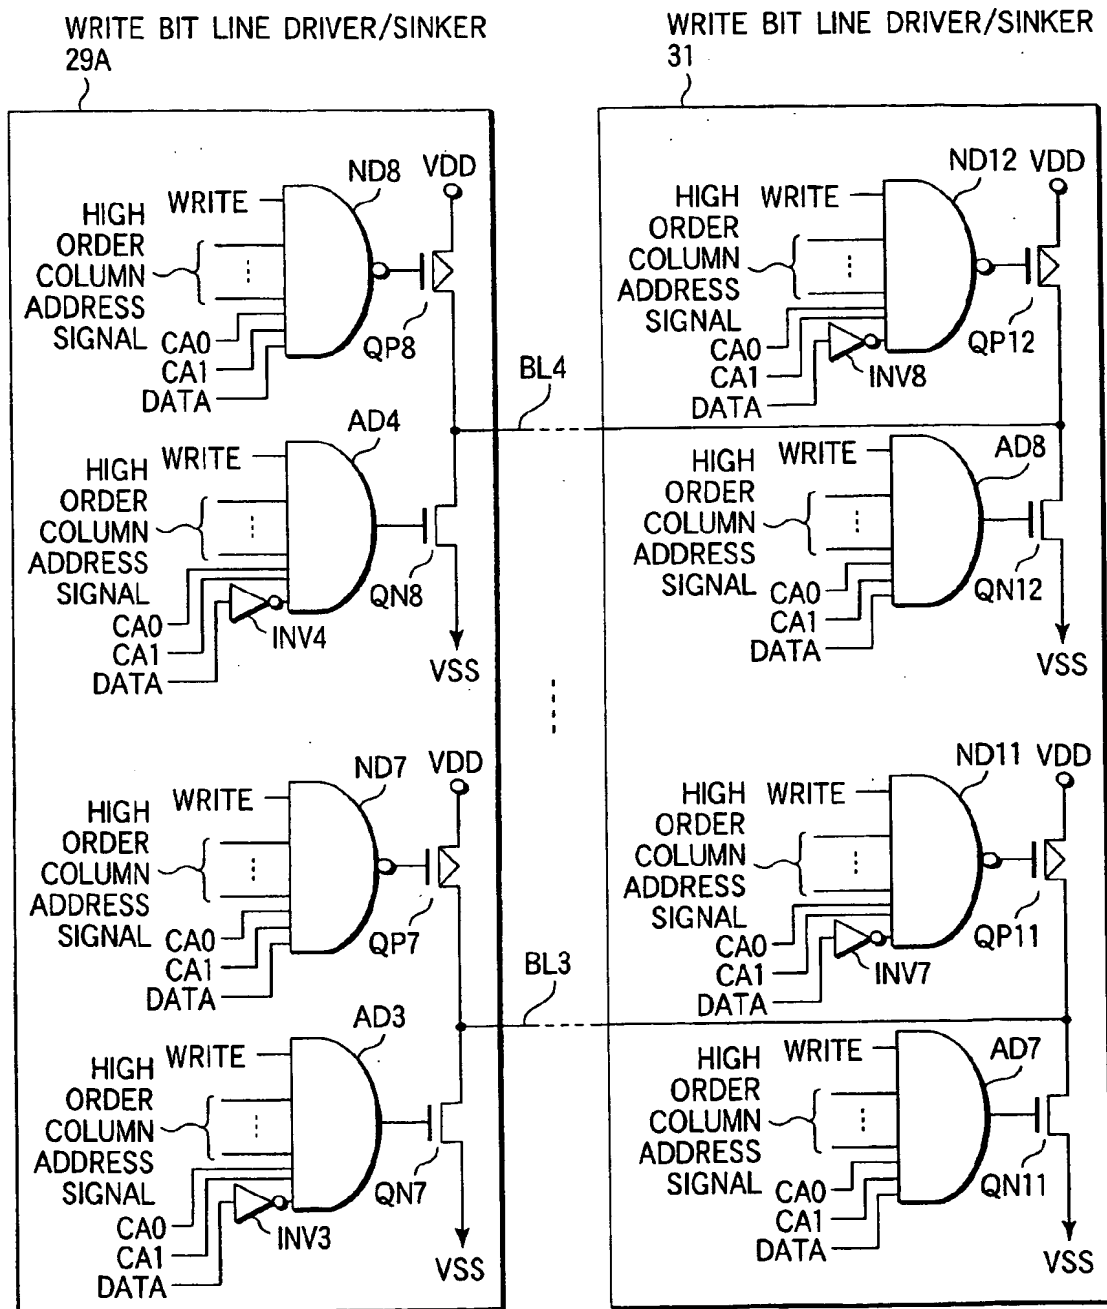 WRITE BIT LINE DRIVER/SINKER
29A
ND8
VDD
WRITE
HIGH
ORDER
COLUMN
ADDRESS
SIGNAL
CA0
CA1
DATA
QP8
AD4
WRITE
HIGH
ORDER
COLUMN
ADDRESS
SIGNAL
CA0
CA1
DATA
INV4
QN8
VSS
ND7
VDD
WRITE
HIGH
ORDER
COLUMN
ADDRESS
SIGNAL
CA0
CA1
DATA
QP7
AD3
WRITE
HIGH
ORDER
COLUMN
ADDRESS
SIGNAL
CA0
CA1
DATA
INV3
QN7
VSS
BL4
BL3
WRITE BIT LINE DRIVER/SINKER
31
ND12
VDD
WRITE
HIGH
ORDER
COLUMN
ADDRESS
SIGNAL
CA0
CA1
DATA
INV8
QP12
AD8
WRITE
HIGH
ORDER
COLUMN
ADDRESS
SIGNAL
CA0
CA1
DATA
QN12
VSS
ND11
VDD
WRITE
HIGH
ORDER
COLUMN
ADDRESS
SIGNAL
CA0
CA1
DATA
INV7
QP11
AD7
WRITE
HIGH
ORDER
COLUMN
ADDRESS
SIGNAL
CA0
CA1
DATA
QN11
VSS